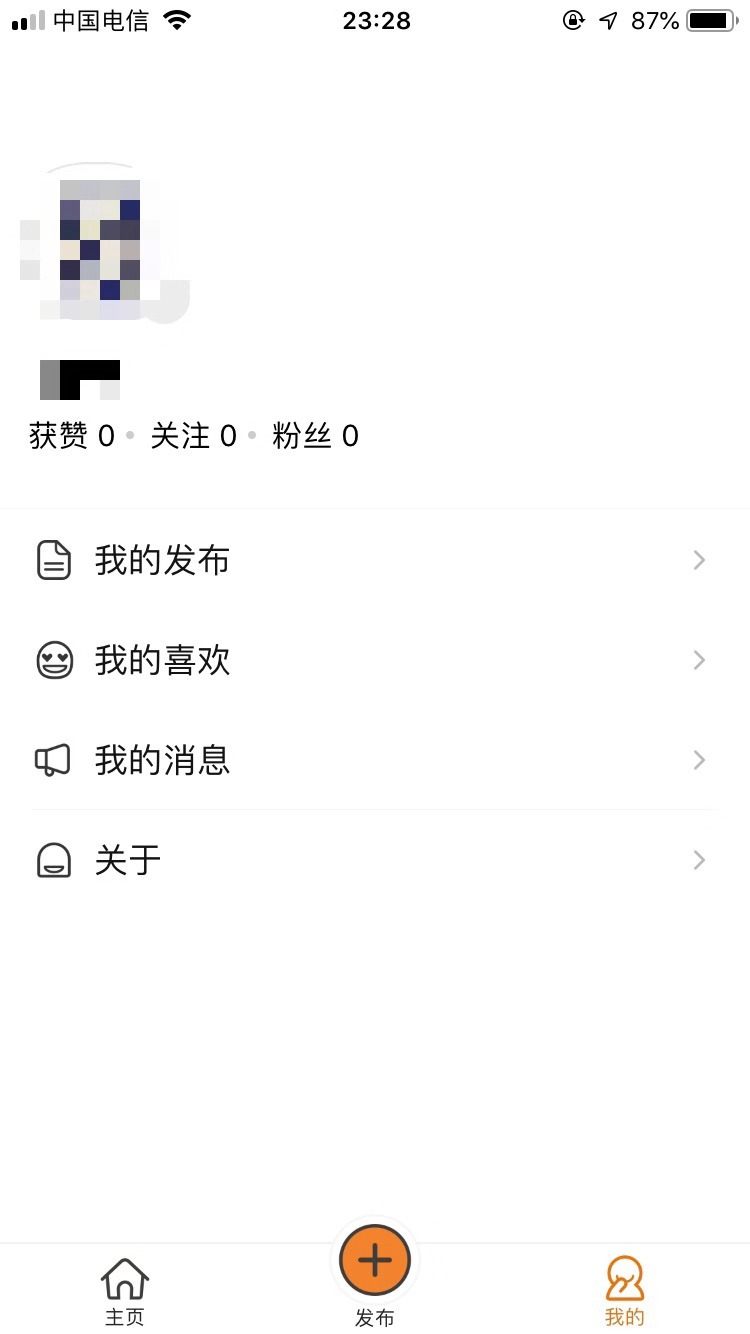 中国电信 23:28 87%
获赞 0 • 关注 0 • 粉丝 0
我的发布
我的喜欢
我的消息
关于
主页 发布 我的